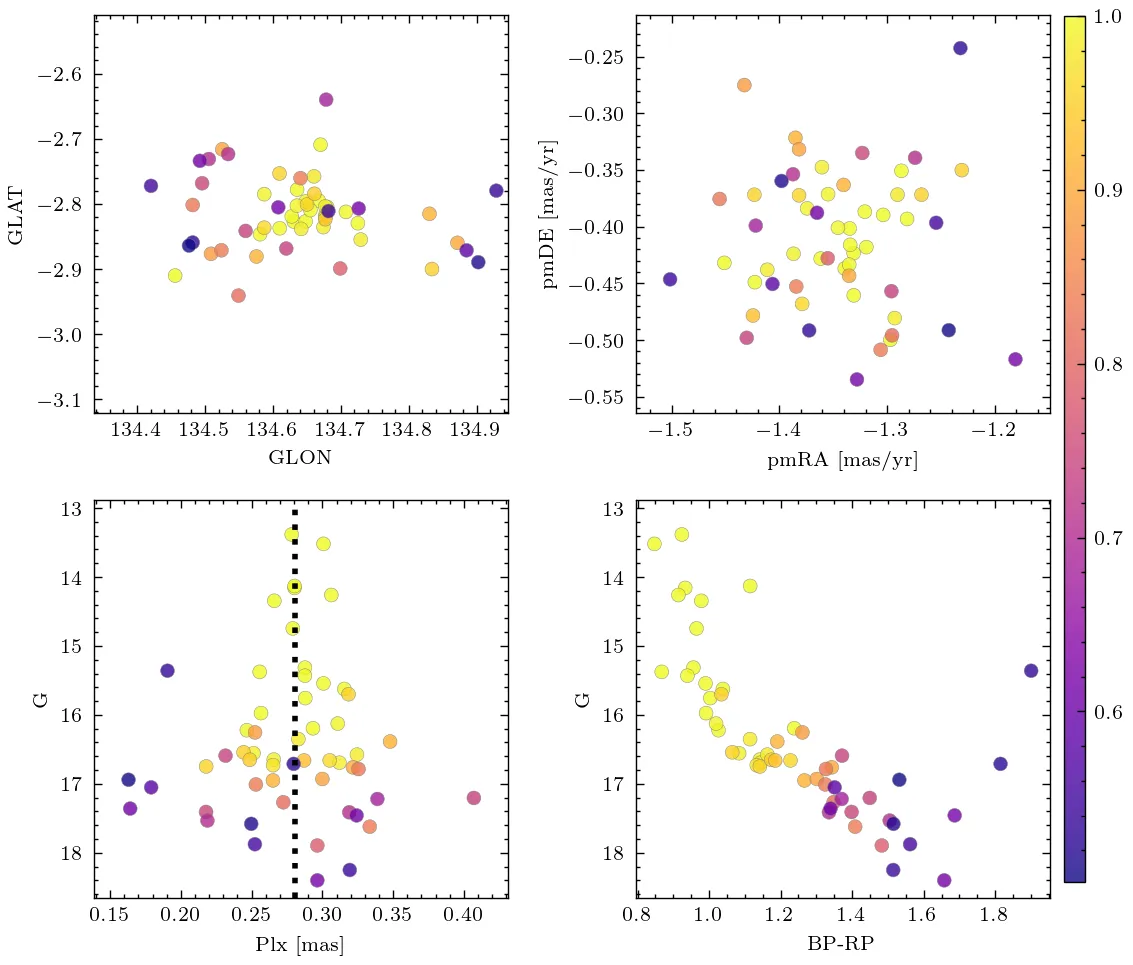 −2.6
−2.7
−2.8
−2.9
−3.0
−3.1
GLAT
134.4 134.5 134.6 134.7 134.8 134.9
GLON
−0.25
−0.30
−0.35
−0.40
−0.45
−0.50
−0.55
pmDE [mas/yr]
−1.5 −1.4 −1.3 −1.2
pmRA [mas/yr]
1.0
0.9
0.8
0.7
0.6
13
14
15
16
17
18
G
0.15 0.20 0.25 0.30 0.35 0.40
Plx [mas]
13
14
15
16
17
18
G
0.8 1.0 1.2 1.4 1.6 1.8
BP-RP